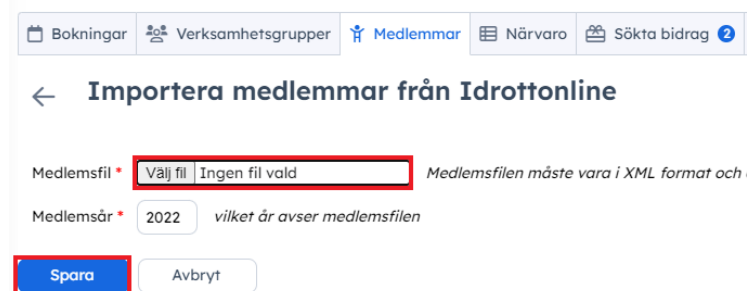 Bokningar Verksamhetsgrupper Medlemmar Närvaro Sökta bidrag 2
← Importera medlemmar från Idrottonline
Medlemsfil * Välj fil Ingen fil vald Medlemsfilen måste vara i XML format och
Medlemsår * 2022 vilket år avser medlemsfilen
Spara Avbryt